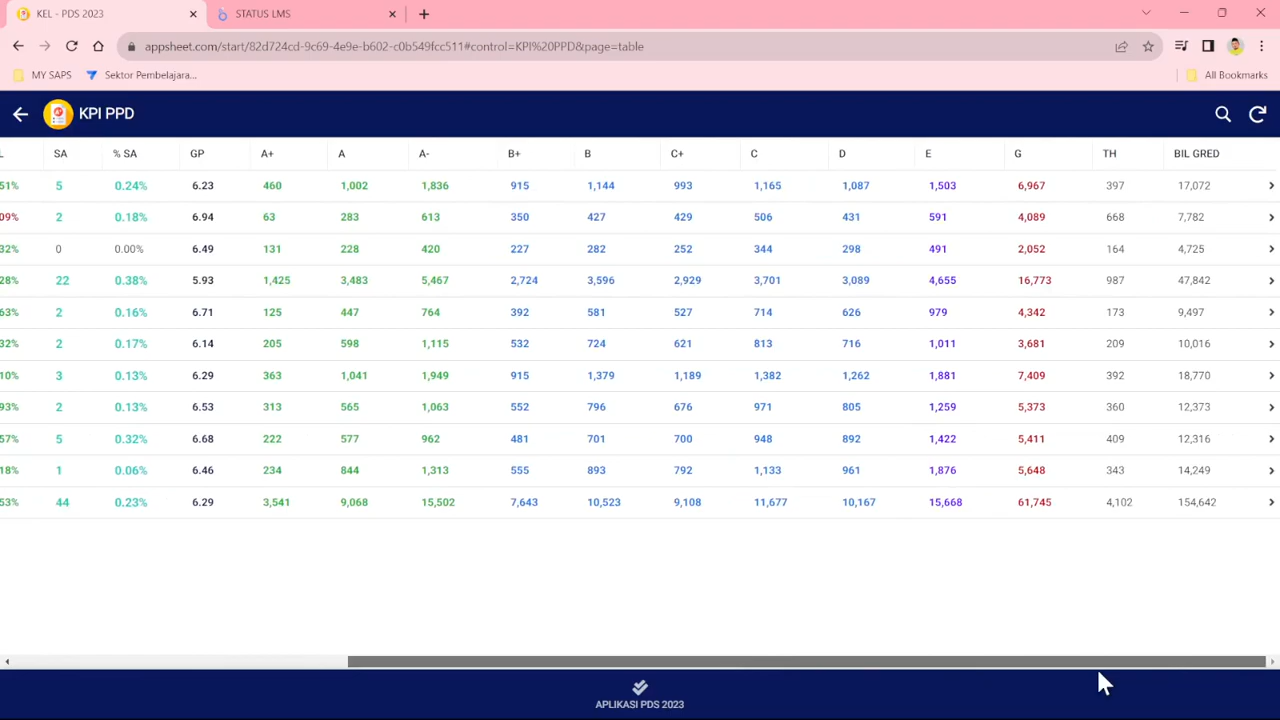 KEL - PDS 2023
STATUS LMS
appsheet.com/start/82d724cd-9c69-4e9e-b602-c0b549fcc511#control=KPI%20PPD&page=table
MY SAPS Sektor Pembelajara... All Bookmarks
KPI PPD
L SA % SA GP A+ A A- B+ B C+ C D E G TH BIL GRED
51% 5 0.24% 6.23 460 1,002 1,836 915 1,144 993 1,165 1,087 1,503 6,967 397 17,072
09% 2 0.18% 6.94 63 283 613 350 427 429 506 431 591 4,089 668 7,782
32% 0 0.00% 6.49 131 228 420 227 282 252 344 298 491 2,052 164 4,725
28% 22 0.38% 5.93 1,425 3,483 5,467 2,724 3,596 2,929 3,701 3,089 4,655 16,773 987 47,842
63% 2 0.16% 6.71 125 447 764 392 581 527 714 626 979 4,342 173 9,497
32% 2 0.17% 6.14 205 598 1,115 532 724 621 813 716 1,011 3,681 209 10,016
10% 3 0.13% 6.29 363 1,041 1,949 915 1,379 1,189 1,382 1,262 1,881 7,409 392 18,770
93% 2 0.13% 6.53 313 565 1,063 552 796 676 971 805 1,259 5,373 360 12,373
57% 5 0.32% 6.68 222 577 962 481 701 700 948 892 1,422 5,411 409 12,316
18% 1 0.06% 6.46 234 844 1,313 555 893 792 1,133 961 1,876 5,648 343 14,249
53% 44 0.23% 6.29 3,541 9,068 15,502 7,643 10,523 9,108 11,677 10,167 15,668 61,745 4,102 154,642
APLIKASI PDS 2023